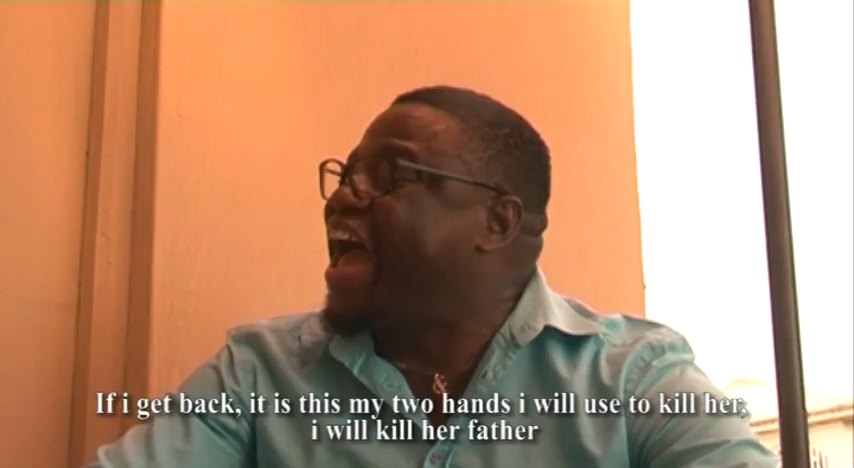 If i get back, it is this my two hands i will use to kill her,
i will kill her father